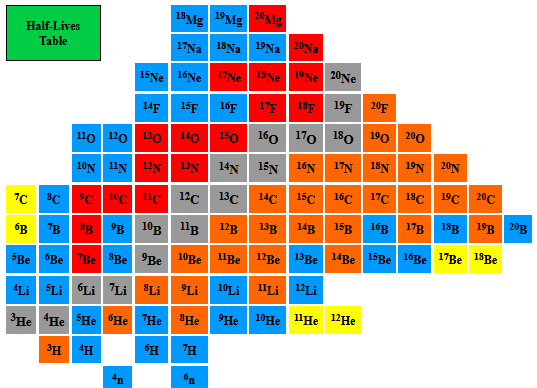 Half-Lives
Table
¹⁸Mg ¹⁹Mg ²⁰Mg
¹⁷Na ¹⁸Na ¹⁹Na ²⁰Na
¹⁵Ne ¹⁶Ne ¹⁷Ne ¹⁸Ne ¹⁹Ne ²⁰Ne
¹⁴F ¹⁵F ¹⁶F ¹⁷F ¹⁸F ¹⁹F ²⁰F
¹¹O ¹²O ¹³O ¹⁴O ¹⁵O ¹⁶O ¹⁷O ¹⁸O ¹⁹O ²⁰O
¹⁰N ¹¹N ¹²N ¹³N ¹⁴N ¹⁵N ¹⁶N ¹⁷N ¹⁸N ¹⁹N ²⁰N
⁷C ⁸C ⁹C ¹⁰C ¹¹C ¹²C ¹³C ¹⁴C ¹⁵C ¹⁶C ¹⁷C ¹⁸C ¹⁹C ²⁰C
⁶B ⁷B ⁸B ⁹B ¹⁰B ¹¹B ¹²B ¹³B ¹⁴B ¹⁵B ¹⁶B ¹⁷B ¹⁸B ¹⁹B ²⁰B
⁵Be ⁶Be ⁷Be ⁸Be ⁹Be ¹⁰Be ¹¹Be ¹²Be ¹³Be ¹⁴Be ¹⁵Be ¹⁶Be ¹⁷Be ¹⁸Be
⁴Li ⁵Li ⁶Li ⁷Li ⁸Li ⁹Li ¹⁰Li ¹¹Li ¹²Li
³He ⁴He ⁵He ⁶He ⁷He ⁸He ⁹He ¹⁰He ¹¹He ¹²He
³H ⁴H ⁶H ⁷H
⁴n ⁶n